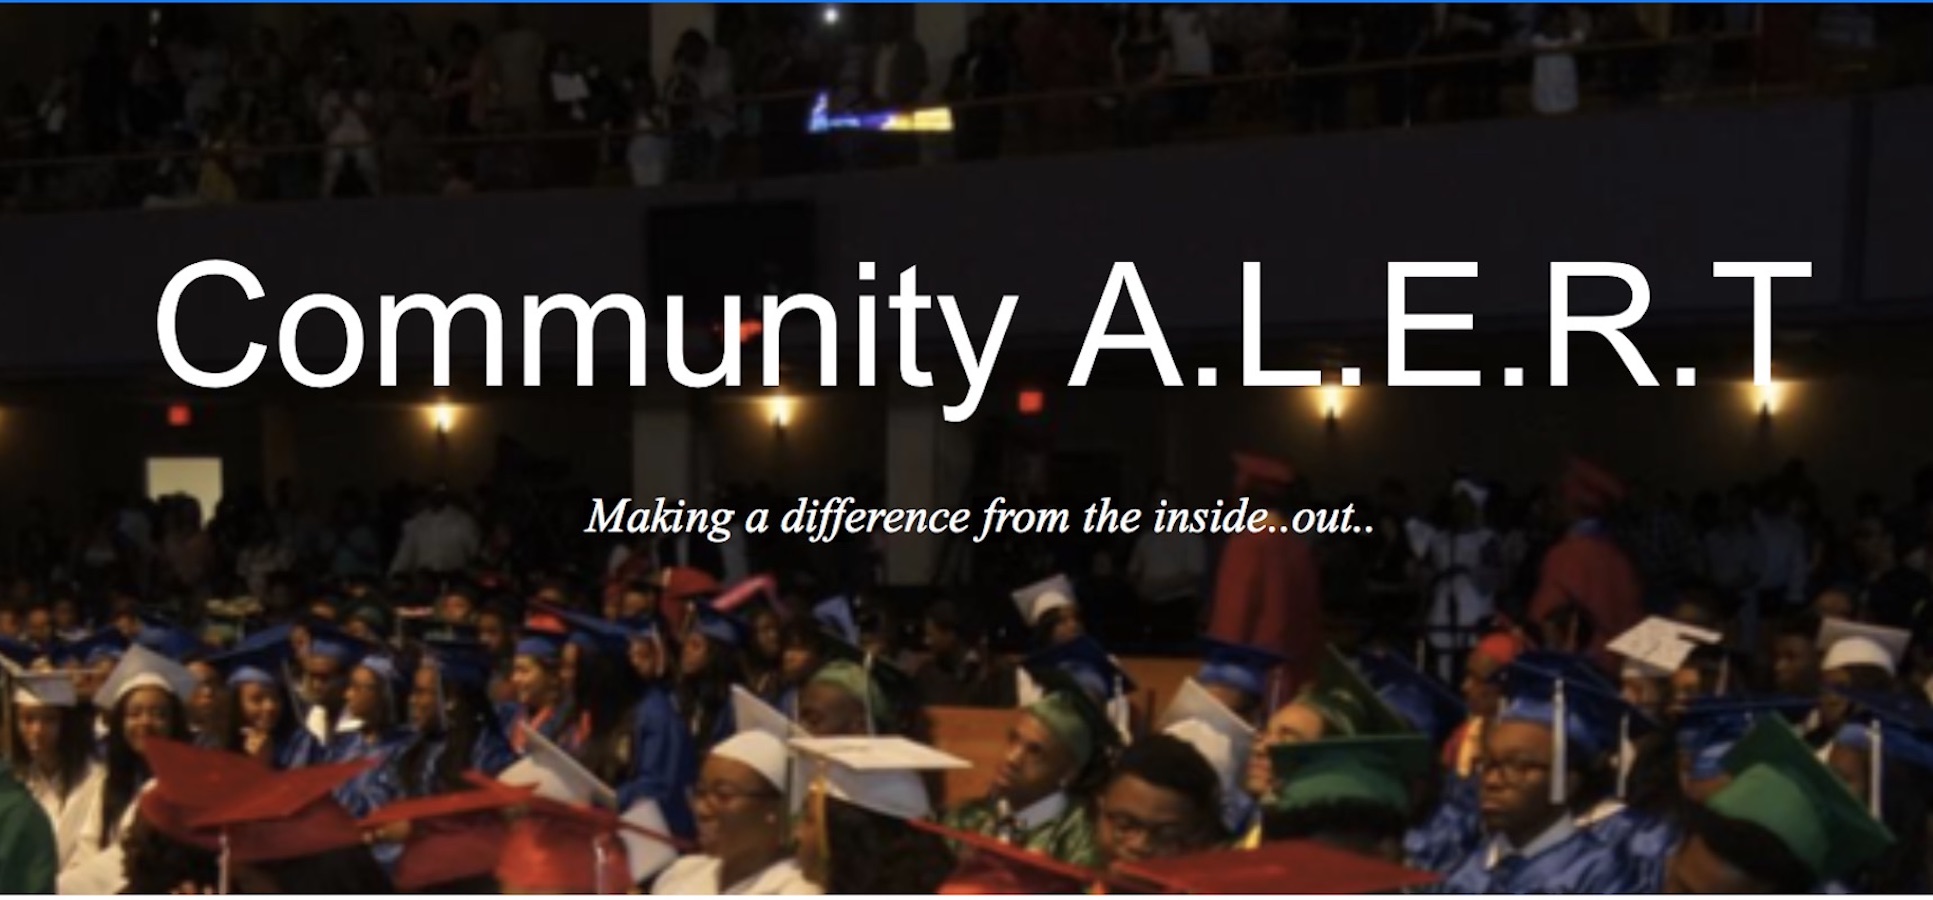 Community A.L.E.R.T
Making a difference from the inside..out..